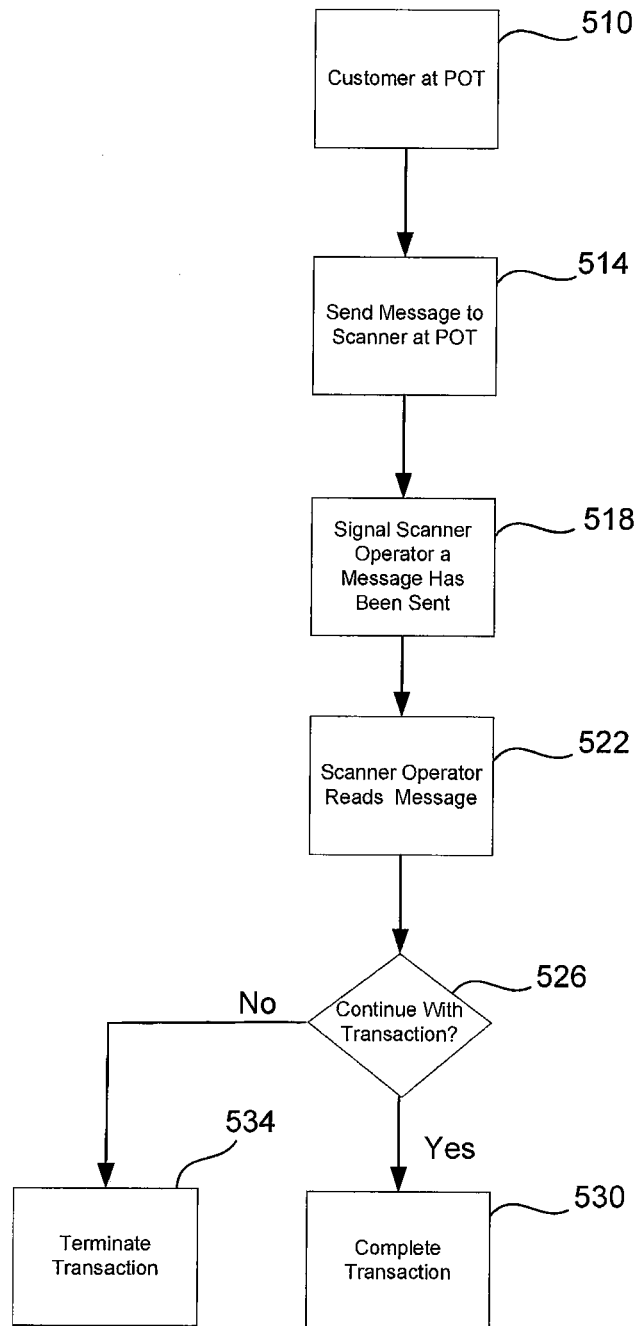 510
Customer at POT
514
Send Message to
Scanner at POT
518
Signal Scanner
Operator a
Message Has
Been Sent
522
Scanner Operator
Reads Message
526
Continue With
Transaction?
No
Yes
534
Terminate
Transaction
530
Complete
Transaction